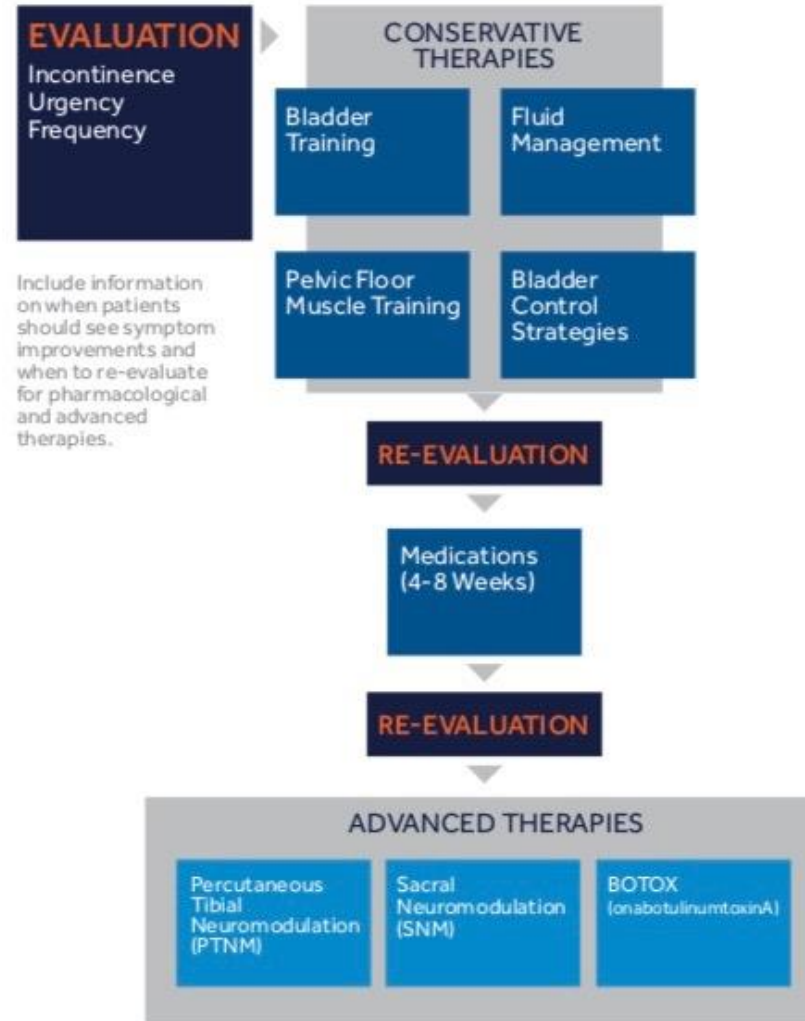 EVALUATION
Incontinence
Urgency
Frequency
Include information
on when patients
should see symptom
improvements and
when to re-evaluate
for pharmacological
and advanced
therapies.
CONSERVATIVE
THERAPIES
Bladder
Training
Fluid
Management
Pelvic Floor
Muscle Training
Bladder
Control
Strategies
RE-EVALUATION
Medications
(4-8 Weeks)
RE-EVALUATION
ADVANCED THERAPIES
Percutaneous
Tibial
Neuromodulation
(PTNM)
Sacral
Neuromodulation
(SNM)
BOTOX
(onabotulinumtoxinA)